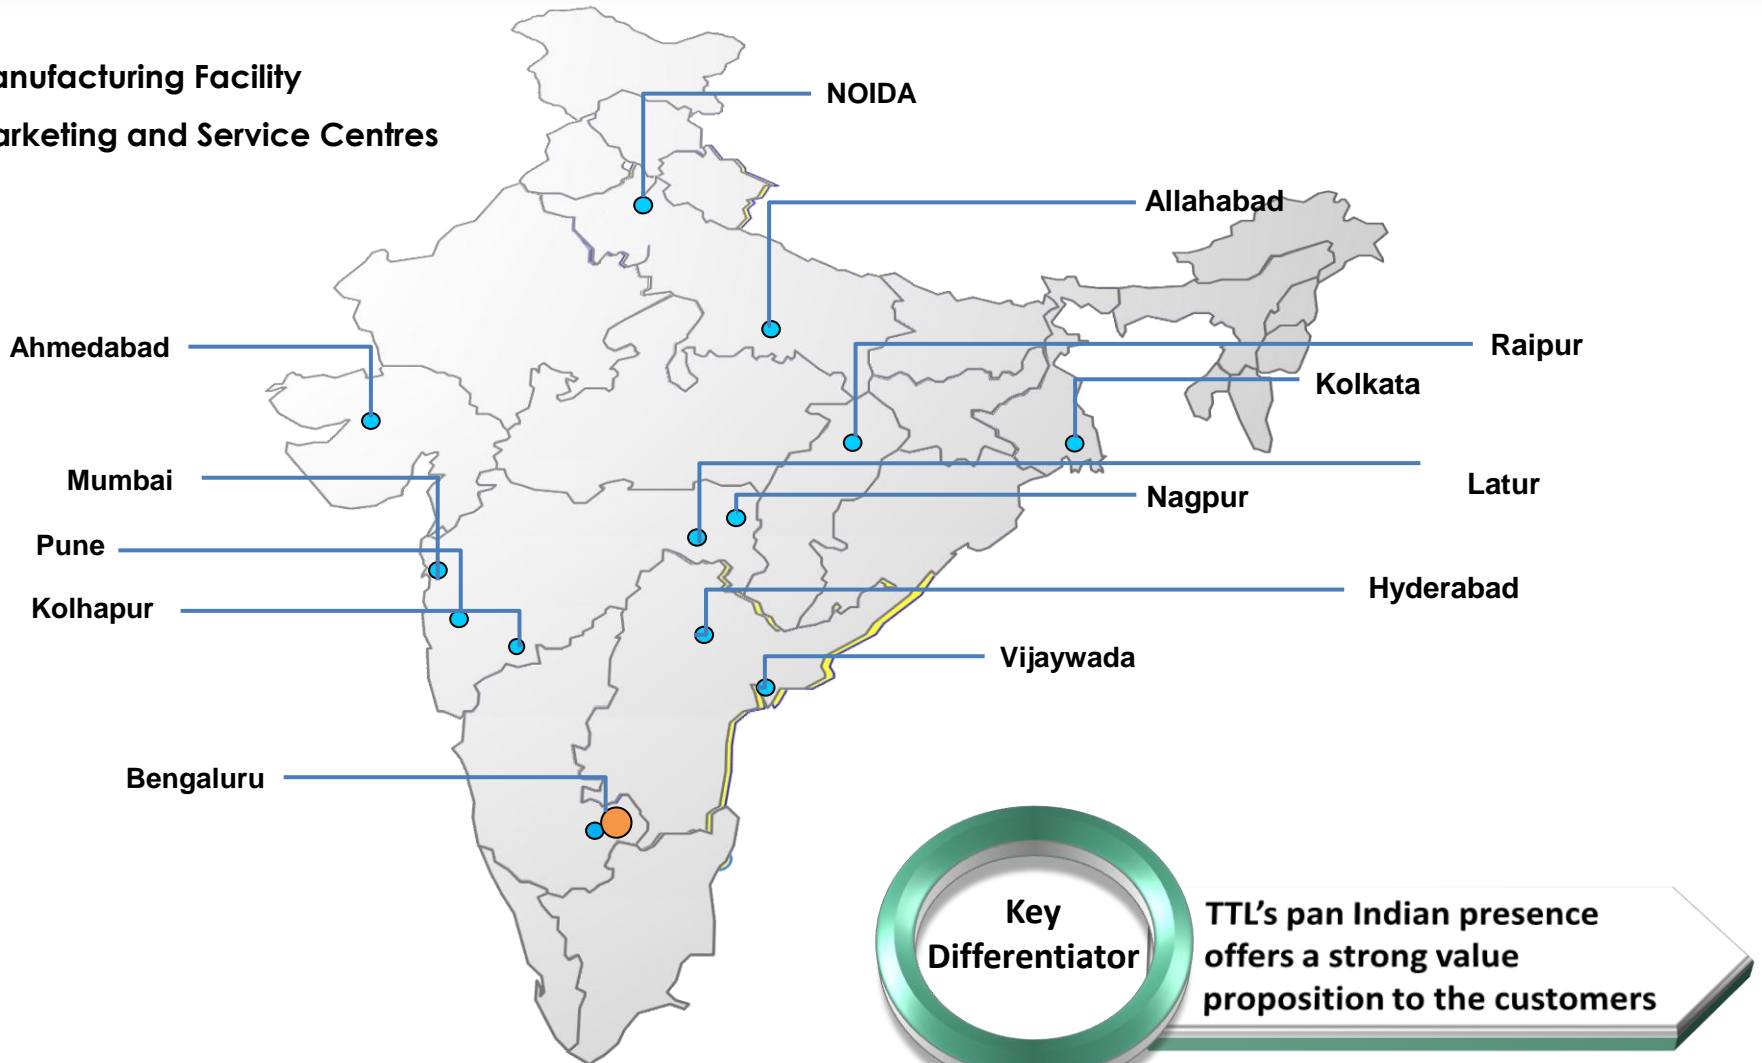 anufacturing Facility
arketing and Service Centres
NOIDA
Allahabad
Ahmedabad
Raipur
Kolkata
Mumbai
Latur
Nagpur
Pune
Hyderabad
Kolhapur
Vijaywada
Bengaluru
Key
Differentiator
TTL's pan Indian presence
offers a strong value
proposition to the customers